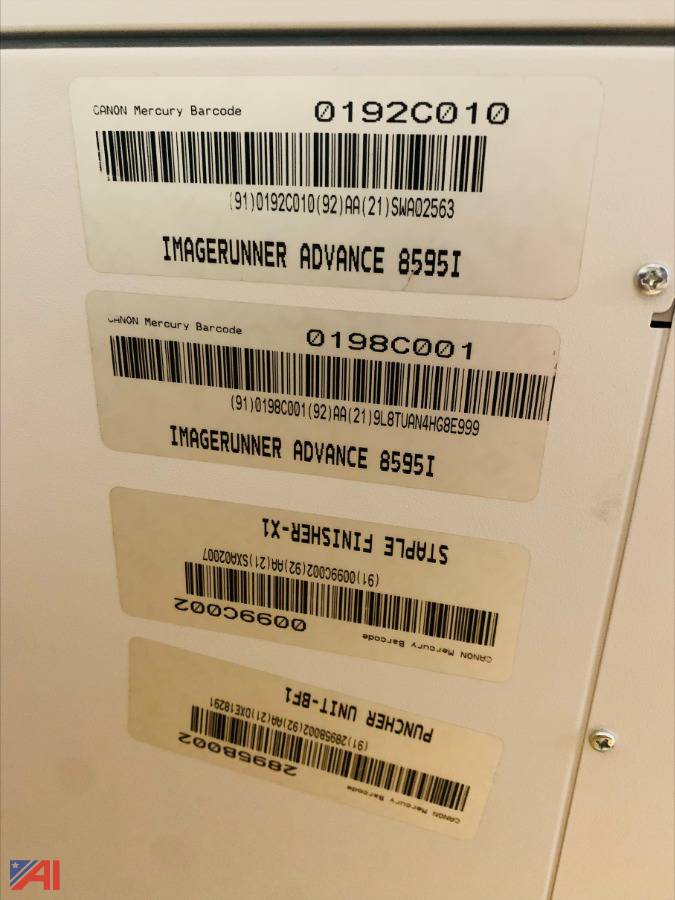 CANON Mercury Barcode 0192C010
(91)0192C010(92)AA(21)SWA02563
IMAGERUNNER ADVANCE 8595I
CANON Mercury Barcode 0198C001
(91)0198C001(92)AA(21)9L8TUAN4HG8E999
IMAGERUNNER ADVANCE 8595I
CANON Mercury Barcode 0099C002
(91)0099C002(92)AA(21)SXA02007
STAPLE FINISHER-X1
CANON Mercury Barcode 2895B002
(91)2895B002(92)AA(21)DXE18291
PUNCHER UNIT-BF1
AI